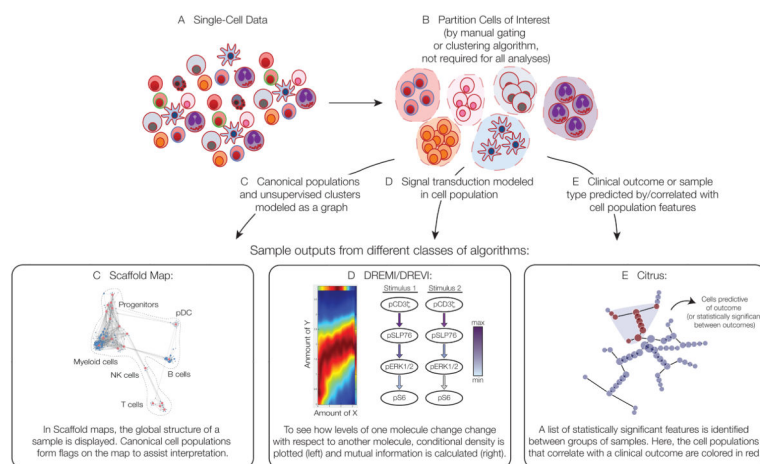 A Single-Cell Data
B Partition Cells of Interest
(by manual gating
or clustering algorithm,
not required for all analyses)
C Canonical populations
and unsupervised clusters
modeled as a graph
D Signal transduction modeled
in cell population
E Clinical outcome or sample
type predicted by/correlated with
cell population features
Sample outputs from different classes of algorithms:
C Scaffold Map:
Progenitors
pDC
Myeloid cells
B cells
NK cells
T cells
In Scaffold maps, the global structure of a
sample is displayed. Canonical cell populations
form flags on the map to assist interpretation.
D DREMI/DREVI:
Anmount of Y
Amount of X
Stimulus 1
Stimulus 2
pCD3ζ
pCD3ζ
pSLP76
pSLP76
pERK1/2
pERK1/2
pS6
pS6
max
min
To see how levels of one molecule change change
with respect to another molecule, conditional density is
plotted (left) and mutual information is calculated (right).
E Citrus:
Cells predictive
of outcome
(or statistically significant
between outcomes)
A list of statistically significant features is identified
between groups of samples. Here, the cell populations
that correlate with a clinical outcome are colored in red